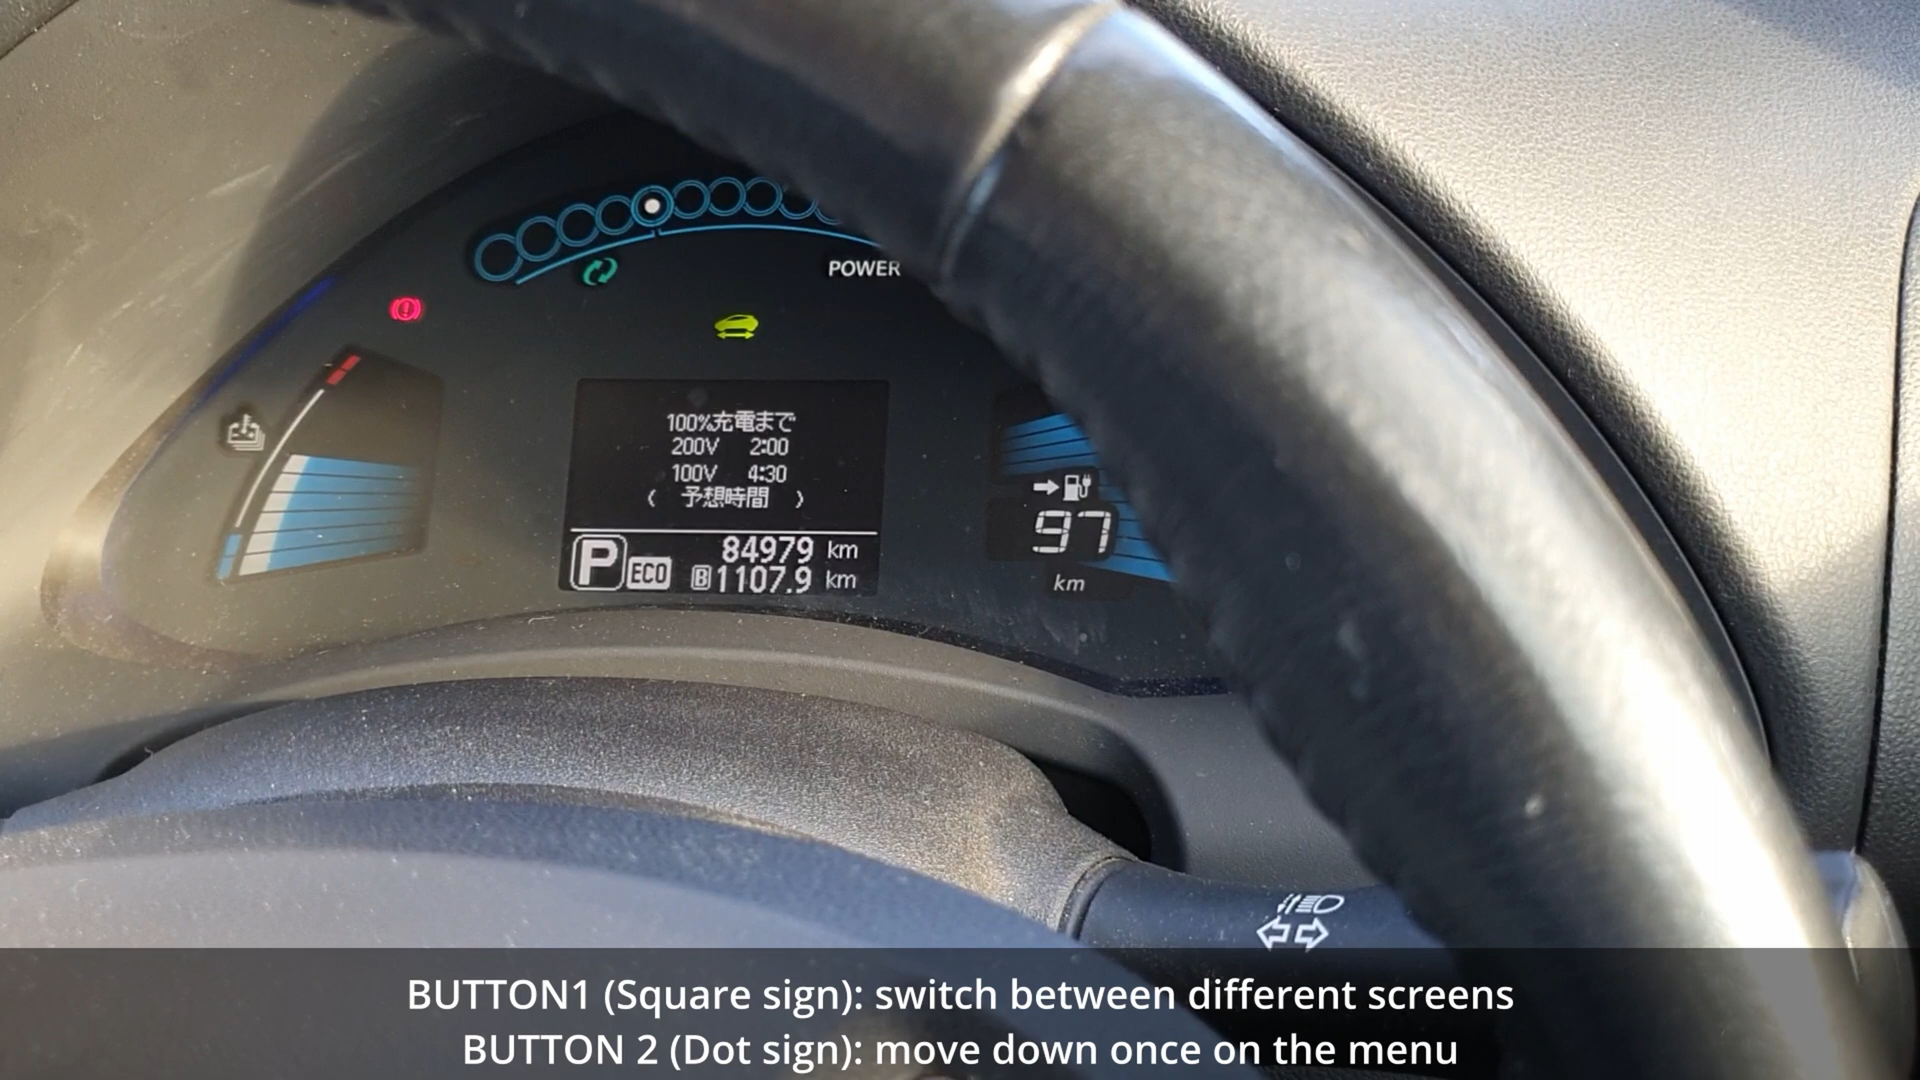 POWER
100%充電まで
200V 2:00
100V 4:30
〈 予想時間 〉
97
km
P ECO
84979 km
B 1107.9 km
BUTTON1 (Square sign): switch between different screens
BUTTON 2 (Dot sign): move down once on the menu